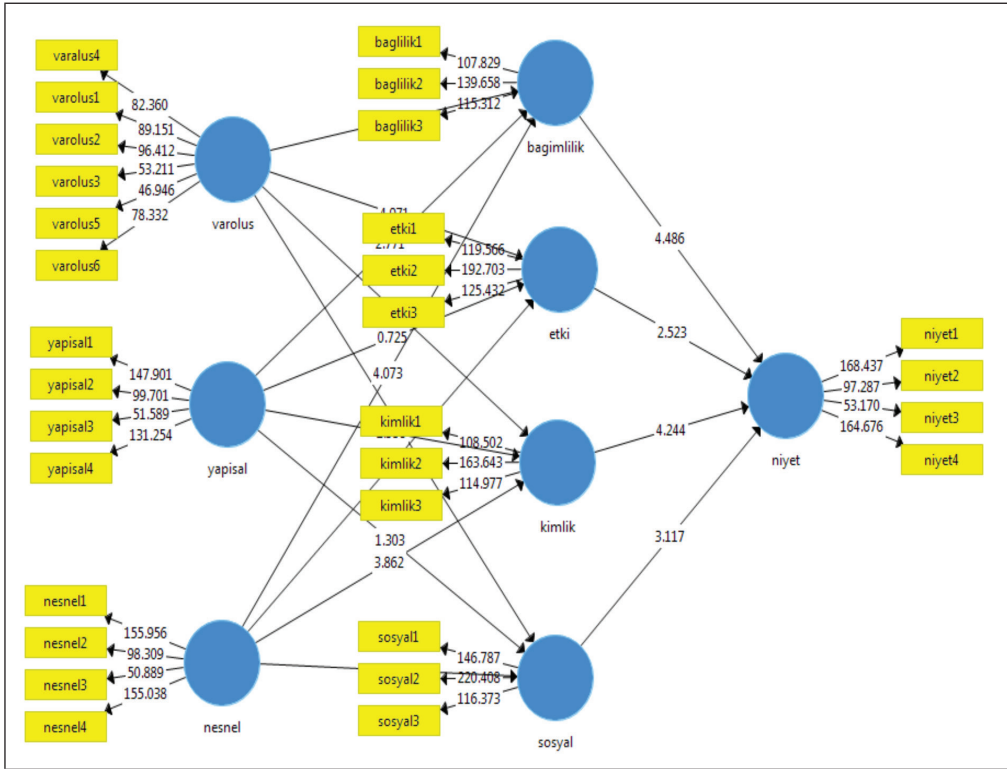 varalus4
varolus1
varolus2
varolus3
varolus5
varolus6
82.360
89.151
96.412
53.211
46.946
78.332
varolus
baglilik1
baglilik2
baglilik3
107.829
139.658
115.312
bagimlilik
2.771
etki1
etki2
etki3
119.566
192.703
125.432
etki
0.725
4.073
yapisal1
yapisal2
yapisal3
yapisal4
147.901
99.701
51.589
131.254
yapisal
kimlik1
kimlik2
kimlik3
108.502
163.643
114.977
kimlik
1.303
3.862
nesnel1
nesnel2
nesnel3
nesnel4
155.956
98.309
50.889
155.038
nesnel
sosyal1
sosyal2
sosyal3
146.787
220.408
116.373
sosyal
4.486
2.523
4.244
3.117
niyet
168.437
97.287
53.170
164.676
niyet1
niyet2
niyet3
niyet4